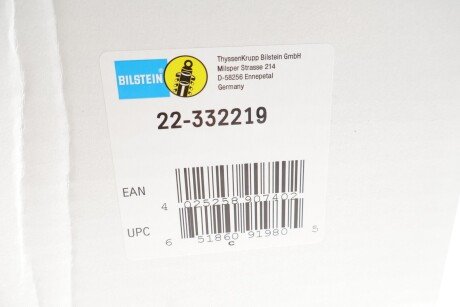 BILSTEIN
ThyssenKrupp Bilstein GmbH
Milsper Strasse 214
D-58256 Ennepetal
Germany
22-332219
EAN
4 025258 907402
UPC
6 51860 91980 5
C